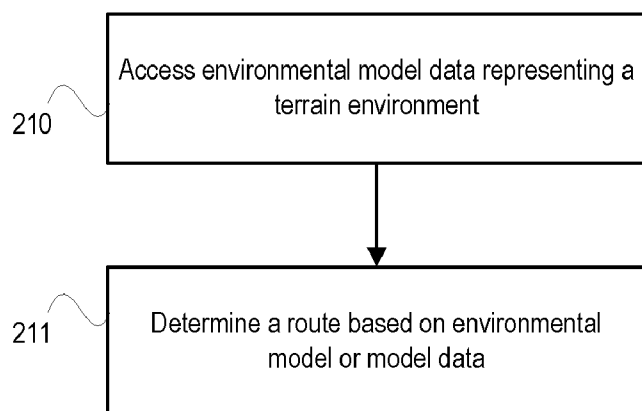 Access environmental model data representing a
terrain environment
210
Determine a route based on environmental
model or model data
211